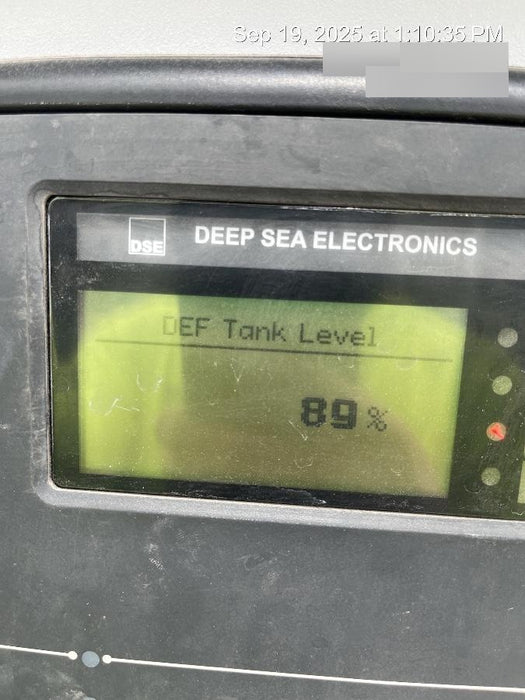 Sep 19, 2025 at 1:10:35 PM
DSE
DEEP SEA ELECTRONICS
DEF Tank Level
89 %